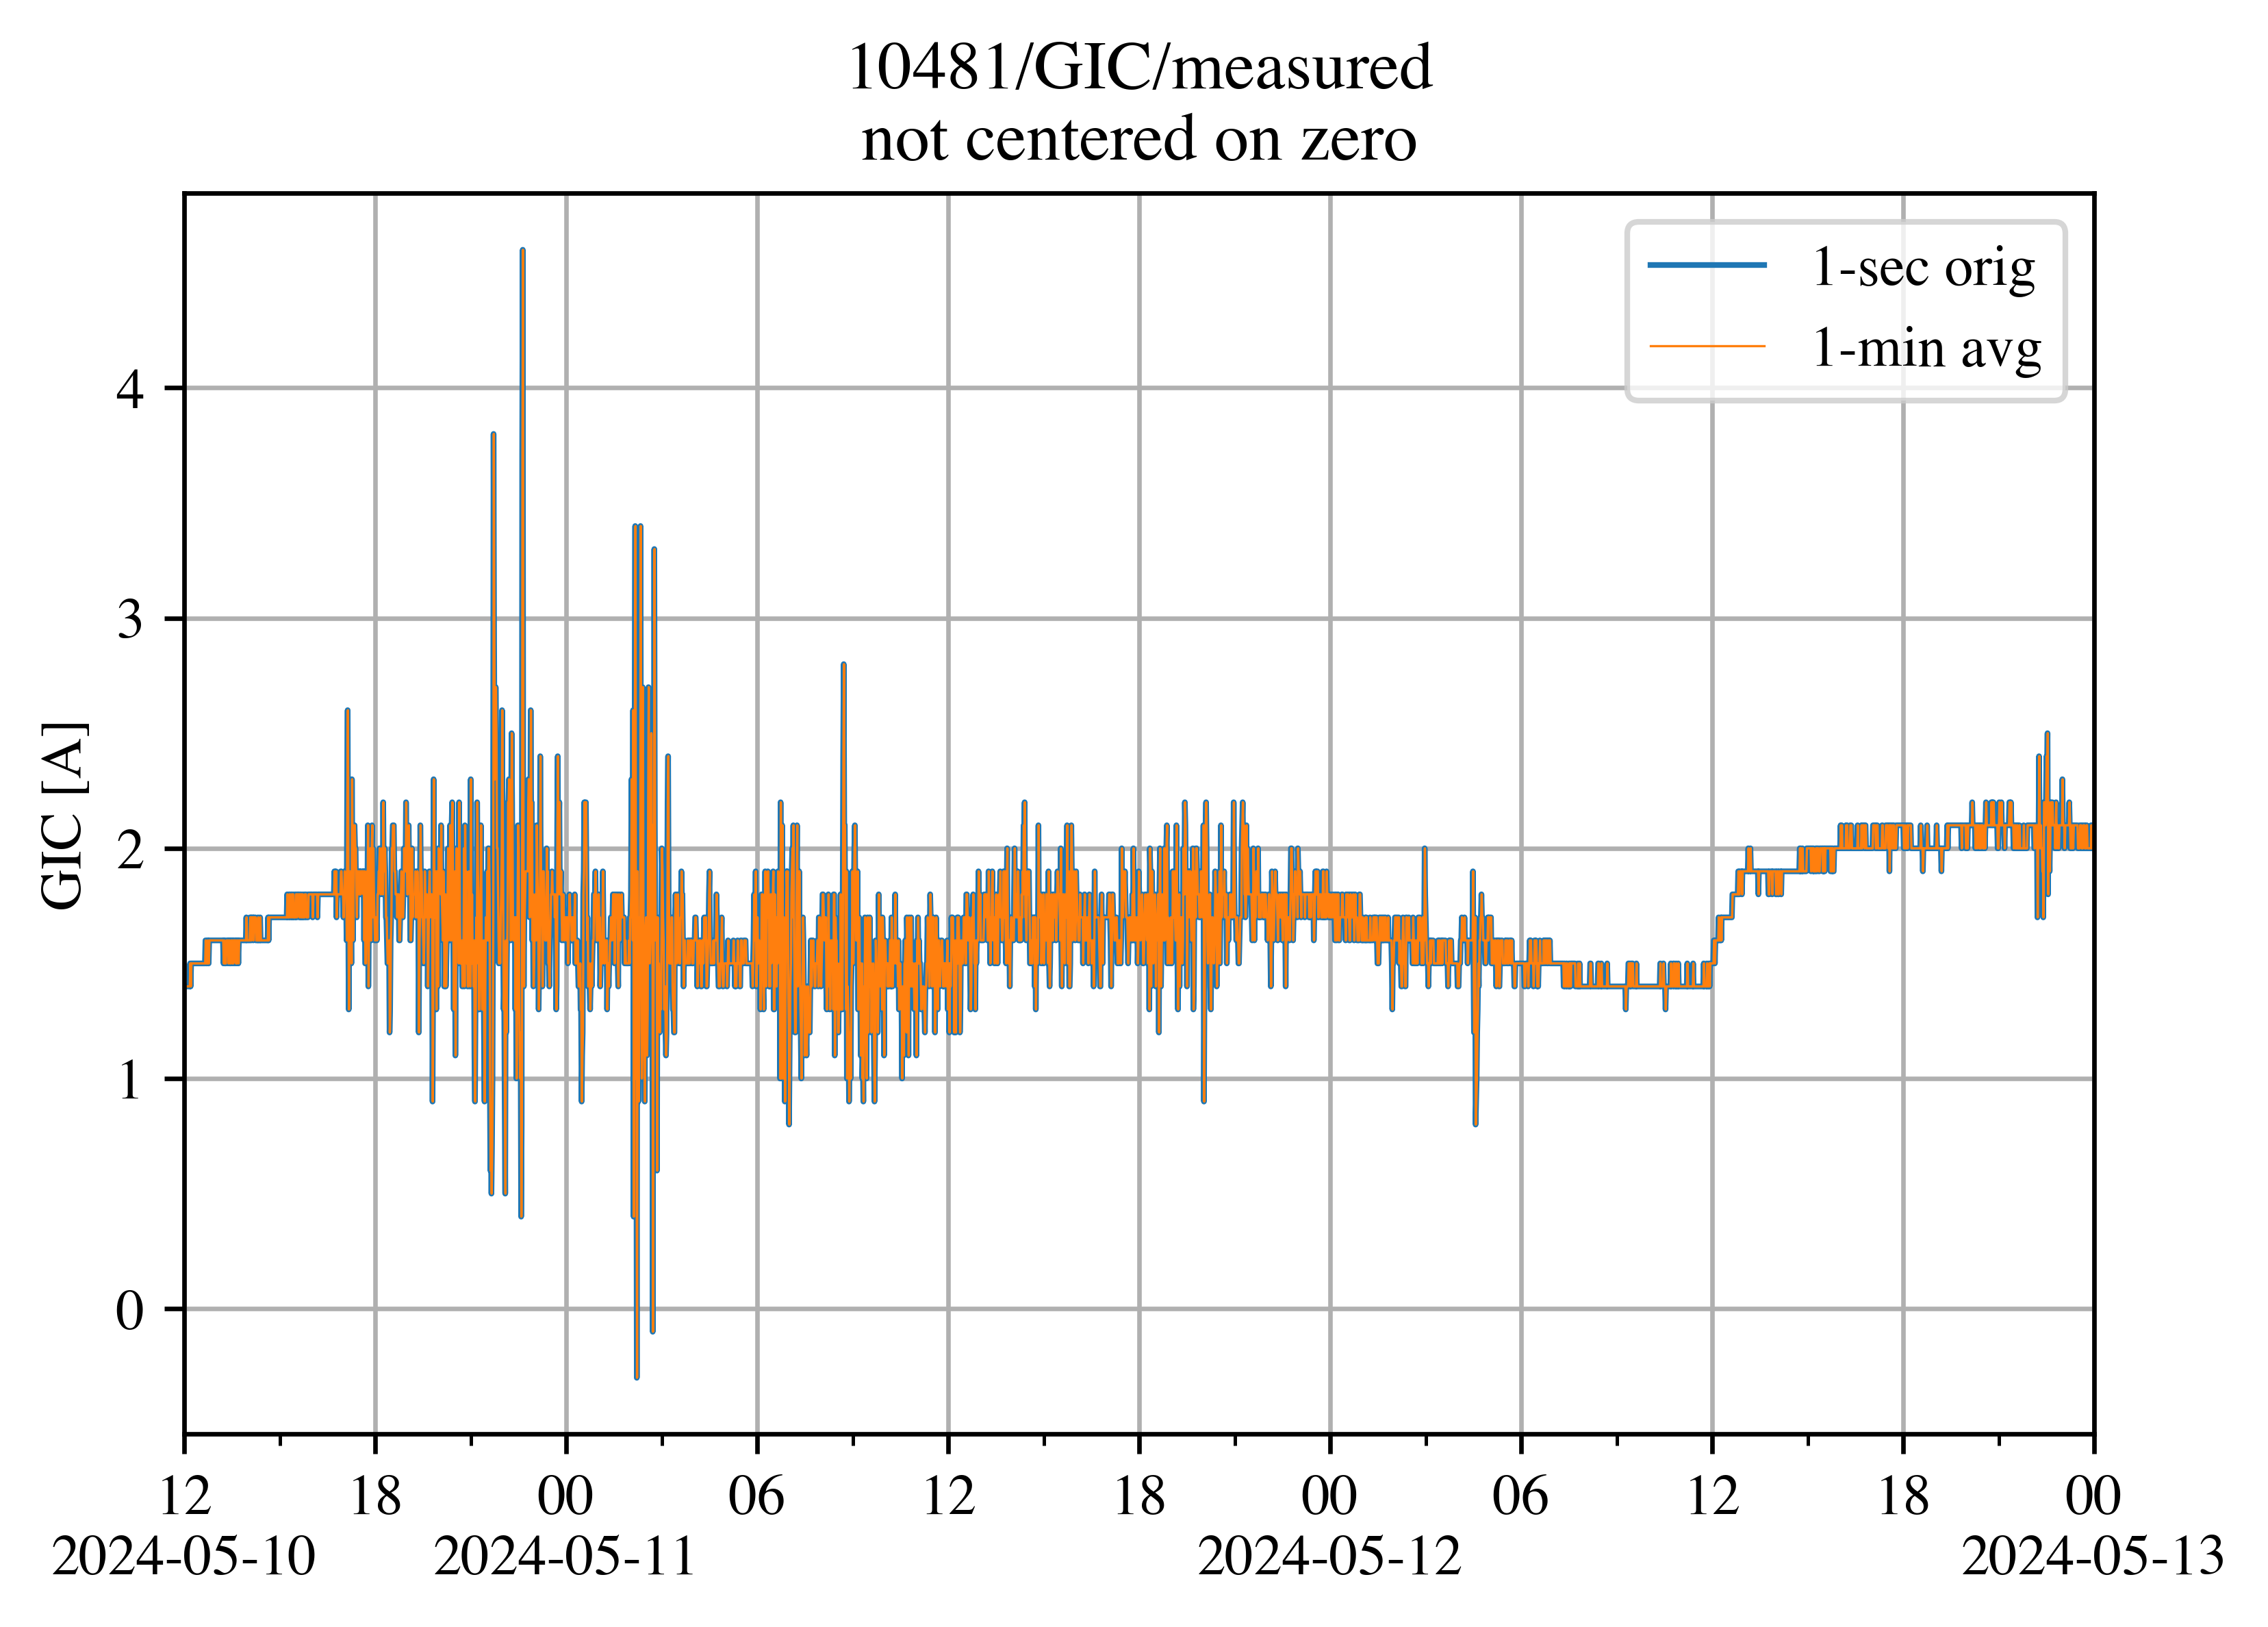 10481/GIC/measured
not centered on zero
1-sec orig
1-min avg
GIC [A]
4
3
2
1
0
12 18 00 06 12 18 00 06 12 18 00
2024-05-10 2024-05-11 2024-05-12 2024-05-13